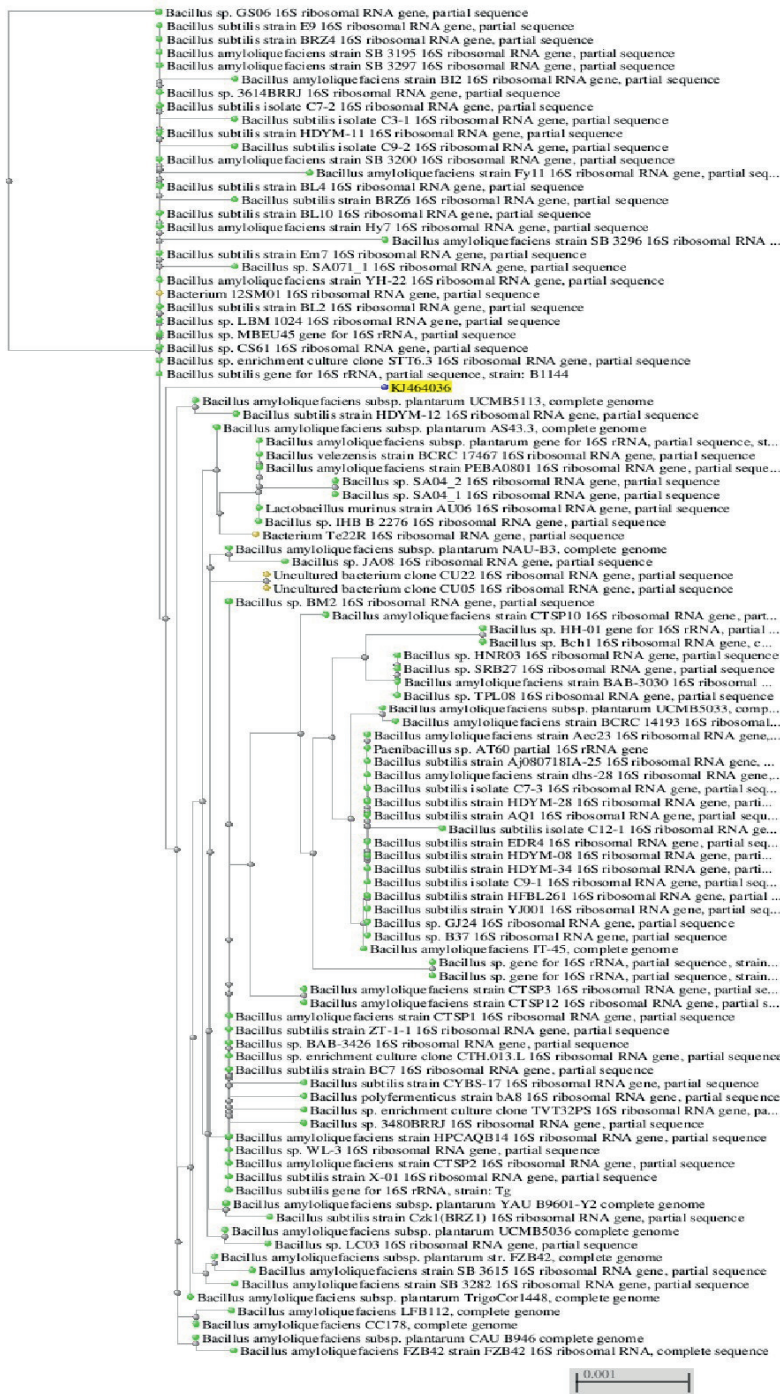 Bacillus sp. GS06 16S ribosomal RNA gene, partial sequence
Bacillus subtilis strain E9 16S ribosomal RNA gene, partial sequence
Bacillus subtilis strain BRZ4 16S ribosomal RNA gene, partial sequence
Bacillus amyloliquefaciens strain SB 3195 16S ribosomal RNA gene, partial sequence
Bacillus amyloliquefaciens strain SB 3297 16S ribosomal RNA gene, partial sequence
Bacillus amyloliquefaciens strain BI2 16S ribosomal RNA gene, partial sequence
Bacillus sp. 3614BRRJ 16S ribosomal RNA gene, partial sequence
Bacillus subtilis isolate C7-2 16S ribosomal RNA gene, partial sequence
Bacillus subtilis isolate C3-1 16S ribosomal RNA gene, partial sequence
Bacillus subtilis strain HDYM-11 16S ribosomal RNA gene, partial sequence
Bacillus subtilis isolate C9-2 16S ribosomal RNA gene, partial sequence
Bacillus amyloliquefaciens strain SB 3200 16S ribosomal RNA gene, partial sequence
Bacillus amyloliquefaciens strain Fy11 16S ribosomal RNA gene, partial seq...
Bacillus subtilis strain BL4 16S ribosomal RNA gene, partial sequence
Bacillus subtilis strain BRZ6 16S ribosomal RNA gene, partial sequence
Bacillus subtilis strain BL10 16S ribosomal RNA gene, partial sequence
Bacillus amyloliquefaciens strain Hy7 16S ribosomal RNA gene, partial sequence
Bacillus amyloliquefaciens strain SB 3296 16S ribosomal RNA ...
Bacillus subtilis strain Em7 16S ribosomal RNA gene, partial sequence
Bacillus sp. SA071_1 16S ribosomal RNA gene, partial sequence
Bacillus amyloliquefaciens strain YH-22 16S ribosomal RNA gene, partial sequence
Bacterium 12SM01 16S ribosomal RNA gene, partial sequence
Bacillus subtilis strain BL2 16S ribosomal RNA gene, partial sequence
Bacillus sp. LBM 1024 16S ribosomal RNA gene, partial sequence
Bacillus sp. MBEU45 gene for 16S rRNA, partial sequence
Bacillus sp. CS61 16S ribosomal RNA gene, partial sequence
Bacillus sp. enrichment culture clone STT6.3 16S ribosomal RNA gene, partial sequence
Bacillus subtilis gene for 16S rRNA, partial sequence, strain: B1144
KJ464036
Bacillus amyloliquefaciens subsp. plantarum UCMB5113, complete genome
Bacillus subtilis strain HDYM-12 16S ribosomal RNA gene, partial sequence
Bacillus amyloliquefaciens subsp. plantarum AS43.3, complete genome
Bacillus amyloliquefaciens subsp. plantarum gene for 16S rRNA, partial sequence, st...
Bacillus velezensis strain BCRC 17467 16S ribosomal RNA gene, partial sequence
Bacillus amyloliquefaciens strain PEBA0801 16S ribosomal RNA gene, partial seque...
Bacillus sp. SA04_2 16S ribosomal RNA gene, partial sequence
Bacillus sp. SA04_1 16S ribosomal RNA gene, partial sequence
Lactobacillus murinus strain AU06 16S ribosomal RNA gene, partial sequence
Bacillus sp. IHB B 2276 16S ribosomal RNA gene, partial sequence
Bacterium Te22R 16S ribosomal RNA gene, partial sequence
Bacillus amyloliquefaciens subsp. plantarum NAU-B3, complete genome
Bacillus sp. JA08 16S ribosomal RNA gene, partial sequence
Uncultured bacterium clone CU22 16S ribosomal RNA gene, partial sequence
Uncultured bacterium clone CU05 16S ribosomal RNA gene, partial sequence
Bacillus sp. BM2 16S ribosomal RNA gene, partial sequence
Bacillus amyloliquefaciens strain CTSP10 16S ribosomal RNA gene, part...
Bacillus sp. HH-01 gene for 16S rRNA, partial ...
Bacillus sp. Bch1 16S ribosomal RNA gene, c...
Bacillus sp. HNR03 16S ribosomal RNA gene, partial sequence
Bacillus sp. SRB27 16S ribosomal RNA gene, partial sequence
Bacillus amyloliquefaciens strain BAB-3030 16S ribosomal ...
Bacillus sp. TPL08 16S ribosomal RNA gene, partial sequence
Bacillus amyloliquefaciens subsp. plantarum UCMB5033, comp...
Bacillus amyloliquefaciens strain BCRC 14193 16S ribosomal...
Bacillus amyloliquefaciens strain Aec23 16S ribosomal RNA gene,...
Paenibacillus sp. AT60 partial 16S rRNA gene
Bacillus subtilis strain Aj080718IA-25 16S ribosomal RNA gene, ...
Bacillus amyloliquefaciens strain dhs-28 16S ribosomal RNA gene,...
Bacillus subtilis isolate C7-3 16S ribosomal RNA gene, partial seq...
Bacillus subtilis strain HDYM-28 16S ribosomal RNA gene, parti...
Bacillus subtilis strain AQ1 16S ribosomal RNA gene, partial sequ...
Bacillus subtilis isolate C12-1 16S ribosomal RNA ge...
Bacillus subtilis strain EDR4 16S ribosomal RNA gene, partial seq...
Bacillus subtilis strain HDYM-08 16S ribosomal RNA gene, parti...
Bacillus subtilis strain HDYM-34 16S ribosomal RNA gene, parti...
Bacillus subtilis isolate C9-1 16S ribosomal RNA gene, partial seq...
Bacillus subtilis strain HFBL261 16S ribosomal RNA gene, partial ...
Bacillus subtilis strain YJ001 16S ribosomal RNA gene, partial seq...
Bacillus sp. GJ24 16S ribosomal RNA gene, partial sequence
Bacillus sp. B37 16S ribosomal RNA gene, partial sequence
Bacillus amyloliquefaciens IT-45, complete genome
Bacillus sp. gene for 16S rRNA, partial sequence, strain...
Bacillus sp. gene for 16S rRNA, partial sequence, strain...
Bacillus amyloliquefaciens strain CTSP3 16S ribosomal RNA gene, partial se...
Bacillus amyloliquefaciens strain CTSP12 16S ribosomal RNA gene, partial s...
Bacillus amyloliquefaciens strain CTSP1 16S ribosomal RNA gene, partial sequence
Bacillus subtilis strain ZT-1-1 16S ribosomal RNA gene, partial sequence
Bacillus sp. BAB-3426 16S ribosomal RNA gene, partial sequence
Bacillus sp. enrichment culture clone CTH.013.L 16S ribosomal RNA gene, partial sequence
Bacillus subtilis strain BC7 16S ribosomal RNA gene, partial sequence
Bacillus subtilis strain CYBS-17 16S ribosomal RNA gene, partial sequence
Bacillus polyfermenticus strain bA8 16S ribosomal RNA gene, partial sequence
Bacillus sp. enrichment culture clone TVT32PS 16S ribosomal RNA gene, pa...
Bacillus sp. 3480BRRJ 16S ribosomal RNA gene, partial sequence
Bacillus amyloliquefaciens strain HPCAQB14 16S ribosomal RNA gene, partial sequence
Bacillus sp. WL-3 16S ribosomal RNA gene, partial sequence
Bacillus amyloliquefaciens strain CTSP2 16S ribosomal RNA gene, partial sequence
Bacillus subtilis strain X-01 16S ribosomal RNA gene, partial sequence
Bacillus subtilis gene for 16S rRNA, strain: Tg
Bacillus amyloliquefaciens subsp. plantarum YAU B9601-Y2 complete genome
Bacillus subtilis strain Czk1(BRZ1) 16S ribosomal RNA gene, partial sequence
Bacillus amyloliquefaciens subsp. plantarum UCMB5036 complete genome
Bacillus sp. LC03 16S ribosomal RNA gene, partial sequence
Bacillus amyloliquefaciens subsp. plantarum str. FZB42, complete genome
Bacillus amyloliquefaciens strain SB 3615 16S ribosomal RNA gene, partial sequence
Bacillus amyloliquefaciens strain SB 3282 16S ribosomal RNA gene, partial sequence
Bacillus amyloliquefaciens subsp. plantarum TrigoCor1448, complete genome
Bacillus amyloliquefaciens LFB112, complete genome
Bacillus amyloliquefaciens CC178, complete genome
Bacillus amyloliquefaciens subsp. plantarum CAU B946 complete genome
Bacillus amyloliquefaciens FZB42 strain FZB42 16S ribosomal RNA, complete sequence
0.001